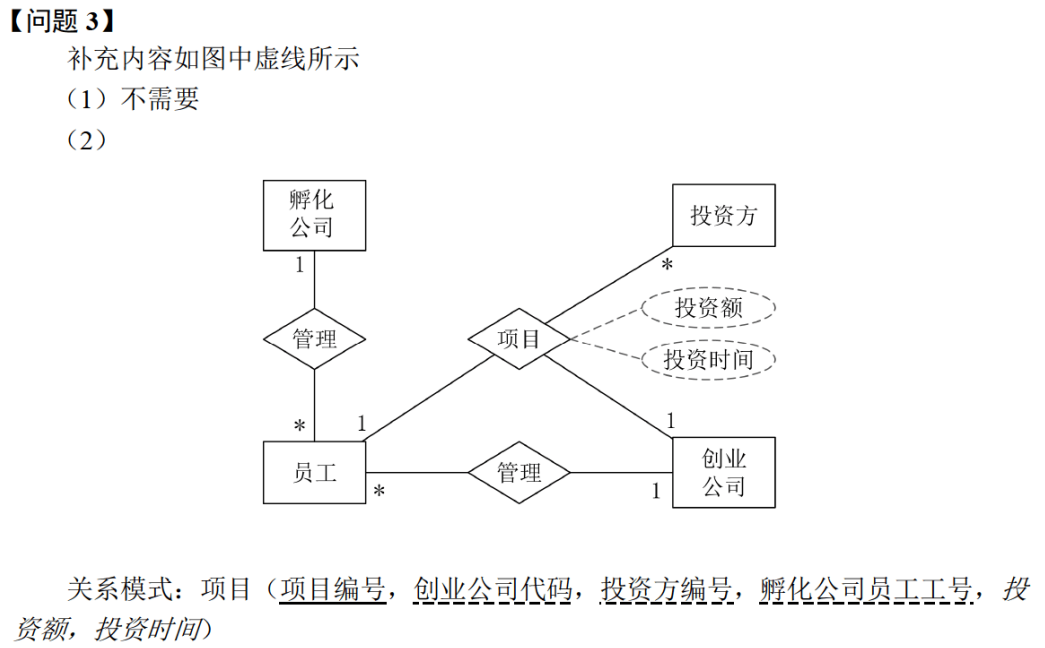 【问题 3】
补充内容如图中虚线所示
（1）不需要
（2）
孵化
公司
投资方
1
*
投资额
管理
项目
投资时间
*
1
1
员工
管理
创业
公司
*
1
关系模式：项目（项目编号，创业公司代码，投资方编号，孵化公司员工工号，投
资额，投资时间）